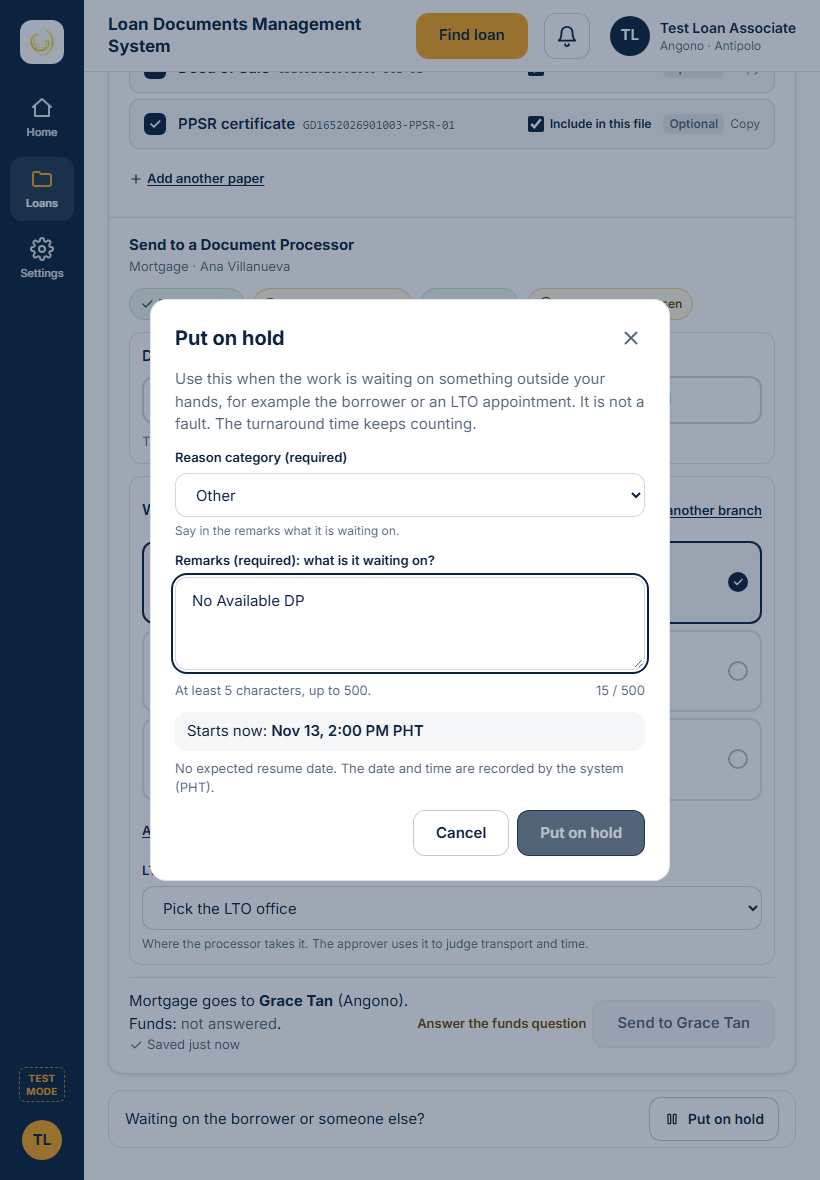 Loan Documents Management System
Find loan
TL
Test Loan Associate
Angono · Antipolo
Home
Loans
Settings
TEST MODE
TL
PPSR certificate GD1652026901003-PPSR-01
Include in this file
Optional
Copy
+ Add another paper
Send to a Document Processor
Mortgage · Ana Villanueva
Put on hold
Use this when the work is waiting on something outside your
hands, for example the borrower or an LTO appointment. It is not a
fault. The turnaround time keeps counting.
Reason category (required)
Other
Say in the remarks what it is waiting on.
another branch
Remarks (required): what is it waiting on?
No Available DP
At least 5 characters, up to 500.
15 / 500
Starts now: Nov 13, 2:00 PM PHT
No expected resume date. The date and time are recorded by the system
(PHT).
Cancel
Put on hold
Pick the LTO office
Where the processor takes it. The approver uses it to judge transport and time.
Mortgage goes to Grace Tan (Angono).
Funds: not answered.
Saved just now
Answer the funds question
Send to Grace Tan
Waiting on the borrower or someone else?
Put on hold